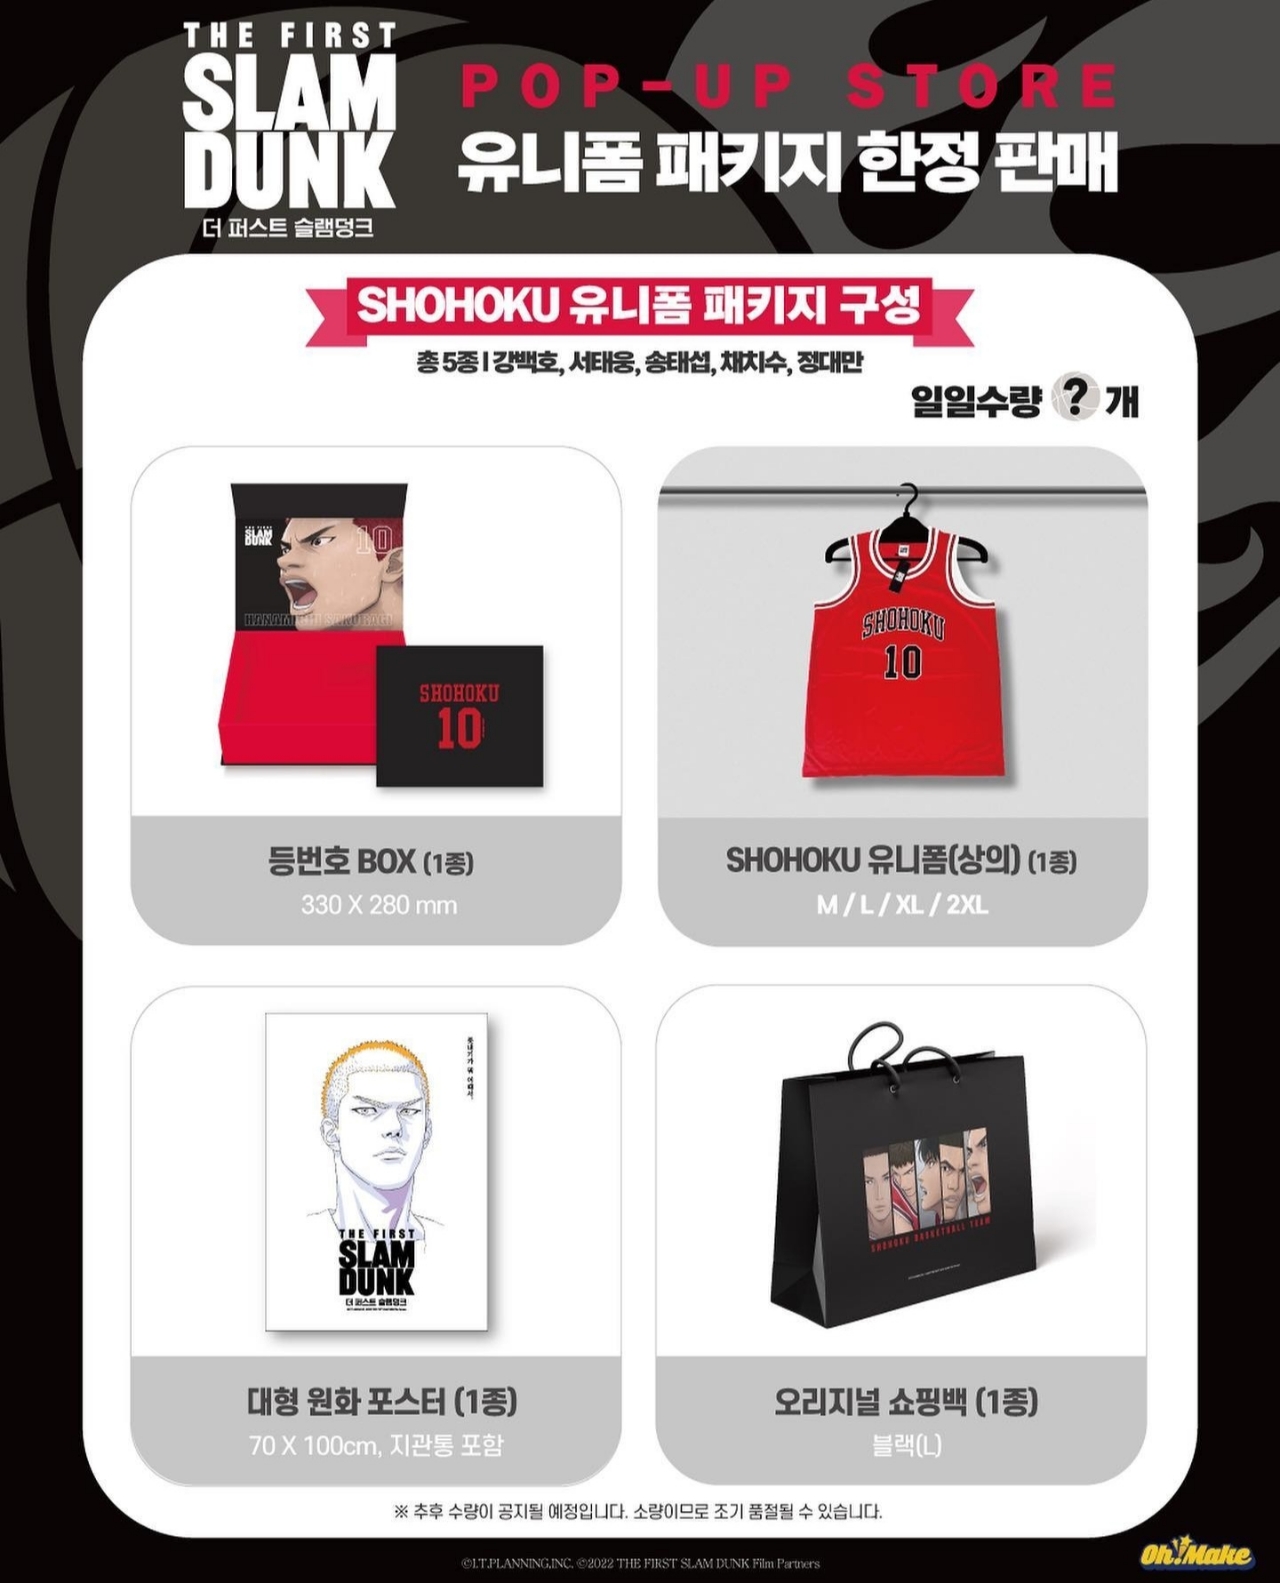 THE FIRST
SLAM
DUNK
더 퍼스트 슬램덩크
POP-UP STORE
유니폼 패키지 한정 판매
SHOHOKU 유니폼 패키지 구성
총 5종 | 강백호, 서태웅, 송태섭, 채치수, 정대만
일일수량 ? 개
THE FIRST
SLAM
DUNK
10
HANAMICHI SAKURAGI
SHOHOKU
10
SHOHOKU
10
등번호 BOX (1종)
330 X 280 mm
SHOHOKU 유니폼(상의) (1종)
M / L / XL / 2XL
THE FIRST
SLAM
DUNK
더 퍼스트 슬램덩크
SHOHOKU BASKETBALL TEAM
대형 원화 포스터 (1종)
70 X 100cm, 지관통 포함
오리지널 쇼핑백 (1종)
블랙(L)
※ 추후 수량이 공지될 예정입니다. 소량이므로 조기 품절될 수 있습니다.
©I.T.PLANNING,INC. ©2022 THE FIRST SLAM DUNK Film Partners
Oh!Make